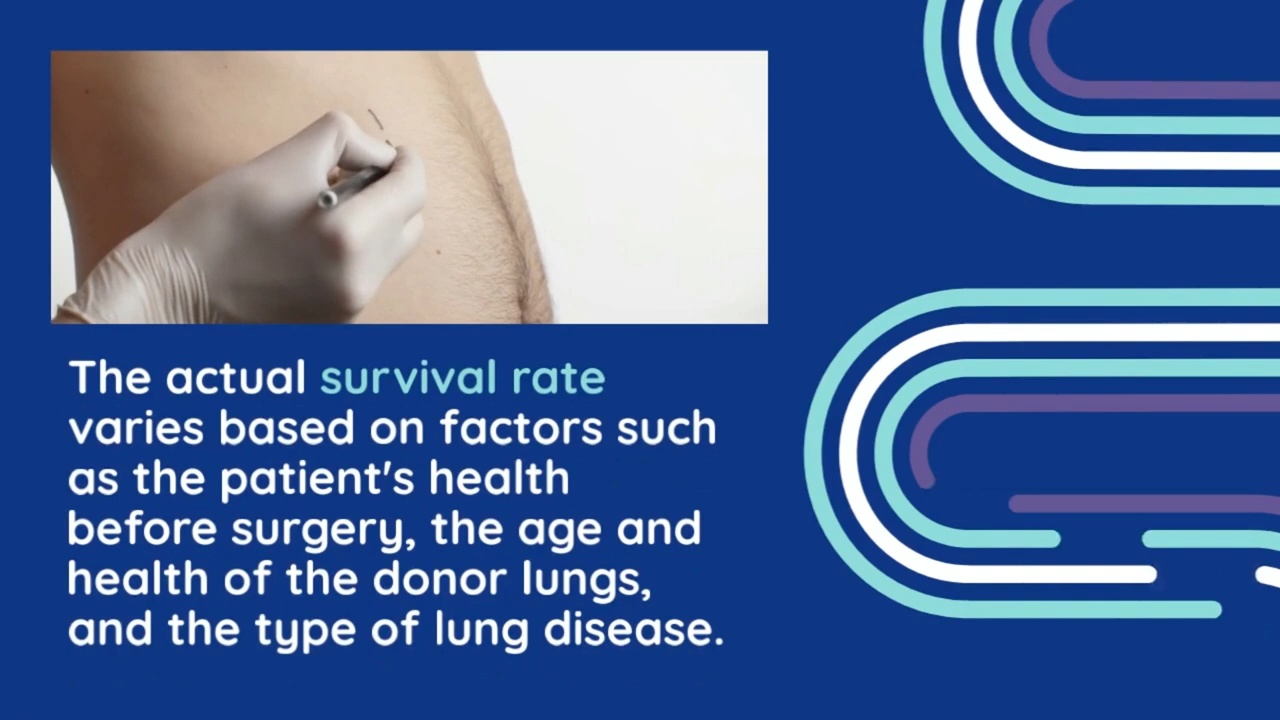 The actual survival rate
varies based on factors such
as the patient's health
before surgery, the age and
health of the donor lungs,
and the type of lung disease.